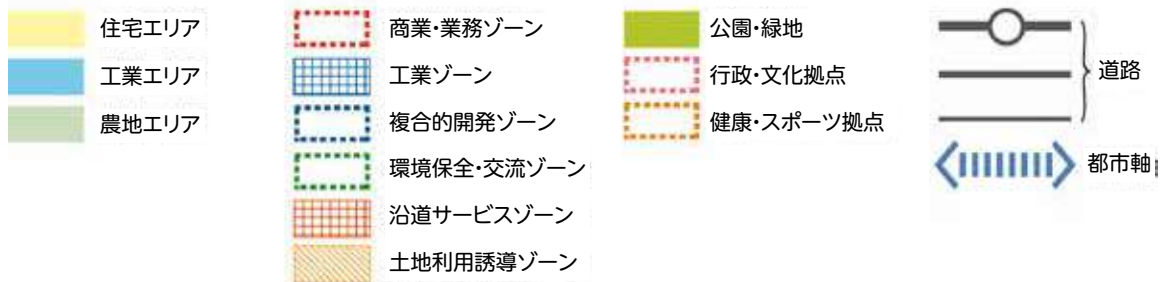 住宅エリア
工業エリア
農地エリア
商業・業務ゾーン
工業ゾーン
複合的開発ゾーン
環境保全・交流ゾーン
沿道サービスゾーン
土地利用誘導ゾーン
公園・緑地
行政・文化拠点
健康・スポーツ拠点
道路
都市軸